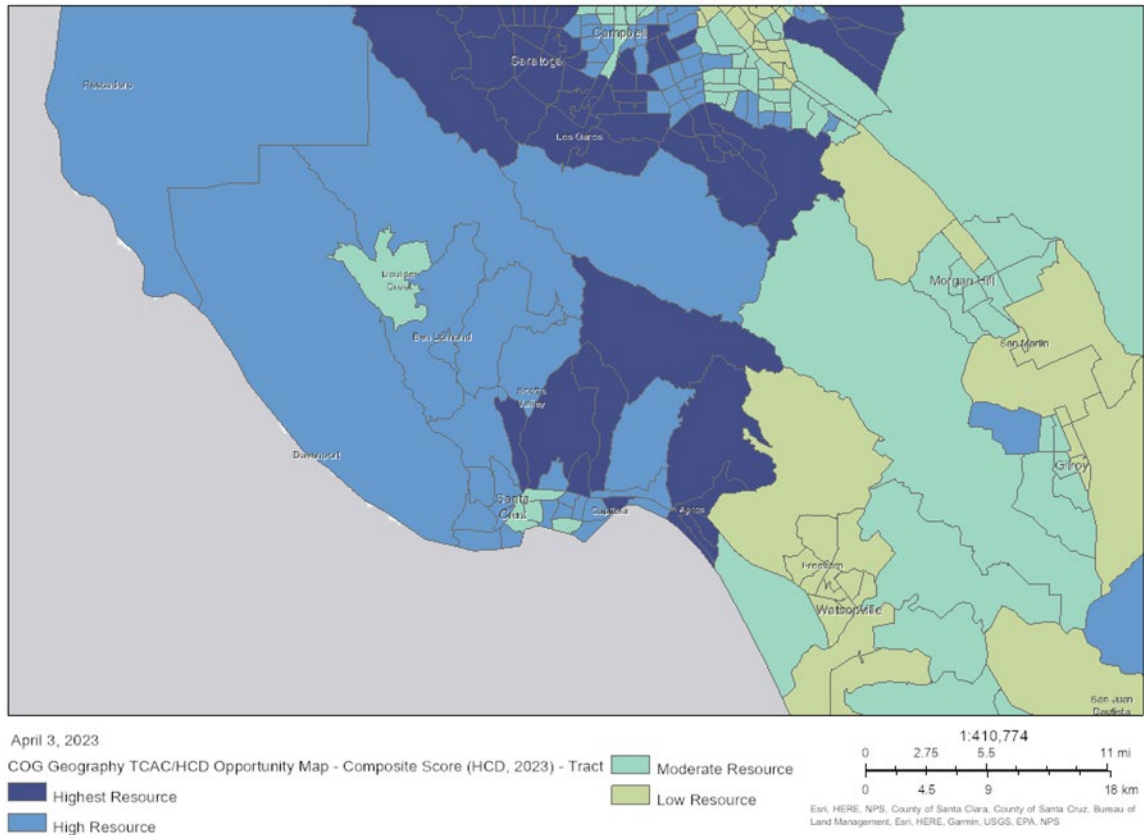 Campbell
Saratoga
Pescadero
Los Gatos
Morgan Hill
Boulder
Creek
San Martin
Ben Lomond
Scotts
Valley
Davenport
Gilroy
Santa
Cruz
Capitola
Aptos
Freedom
Watsonville
San Juan
Bautista
April 3, 2023
1:410,774
COG Geography TCAC/HCD Opportunity Map - Composite Score (HCD, 2023) - Tract
Highest Resource
High Resource
Moderate Resource
Low Resource
0 2.75 5.5 11 mi
0 4.5 9 18 km
Esri, HERE, NPS, County of Santa Clara, County of Santa Cruz, Bureau of
Land Management, Esri, HERE, Garmin, USGS, EPA, NPS